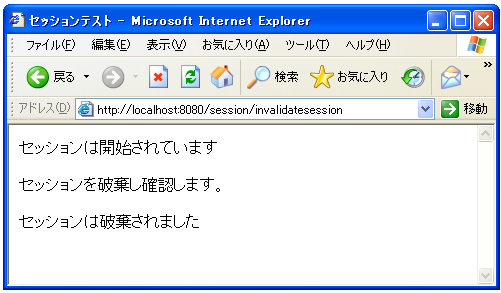 セッションテスト - Microsoft Internet Explorer
ファイル(F) 編集(E) 表示(V) お気に入り(A) ツール(T) ヘルプ(H)
戻る 検索 お気に入り
アドレス(D) http://localhost:8080/session/invalidatesession 移動
セッションは開始されています
セッションを破棄し確認します。
セッションは破棄されました